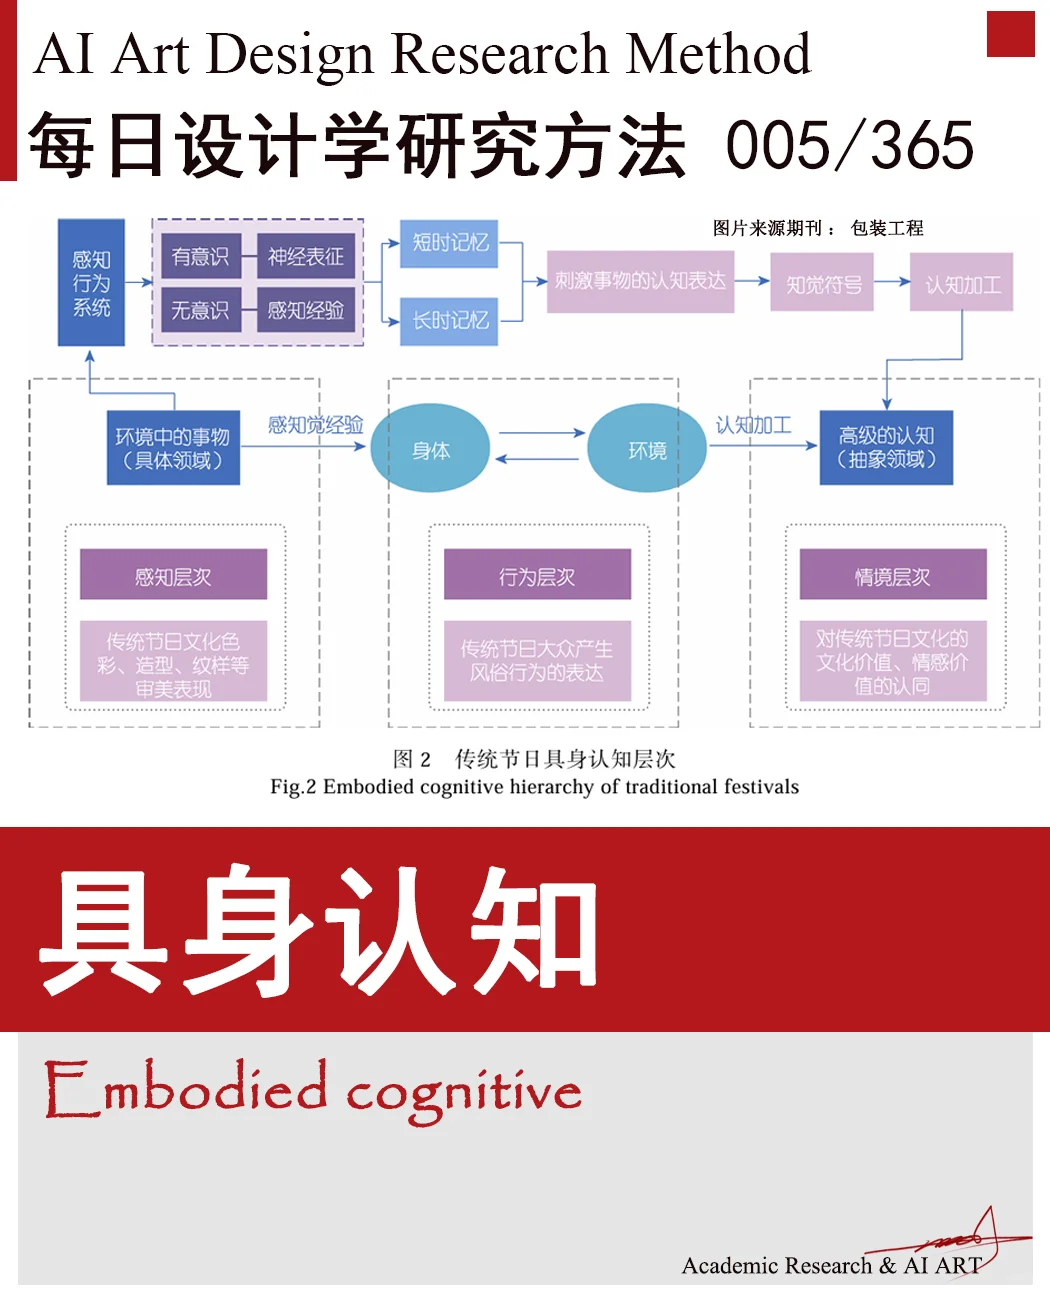 AI Art Design Research Method
每日设计学研究方法 005/365
图片来源期刊： 包装工程
感知
行为
系统
有意识
神经表征
无意识
感知经验
短时记忆
长时记忆
刺激事物的认知表达
知觉符号
认知加工
环境中的事物
（具体领域）
感知觉经验
身体
环境
认知加工
高级的认知
（抽象领域）
感知层次
传统节日文化色
彩、造型、纹样等
审美表现
行为层次
传统节日大众产生
风俗行为的表达
情境层次
对传统节日文化的
文化价值、情感价
值的认同
图 2 传统节日具身认知层次
Fig.2 Embodied cognitive hierarchy of traditional festivals
具身认知
Embodied cognitive
Academic Research & AI ART